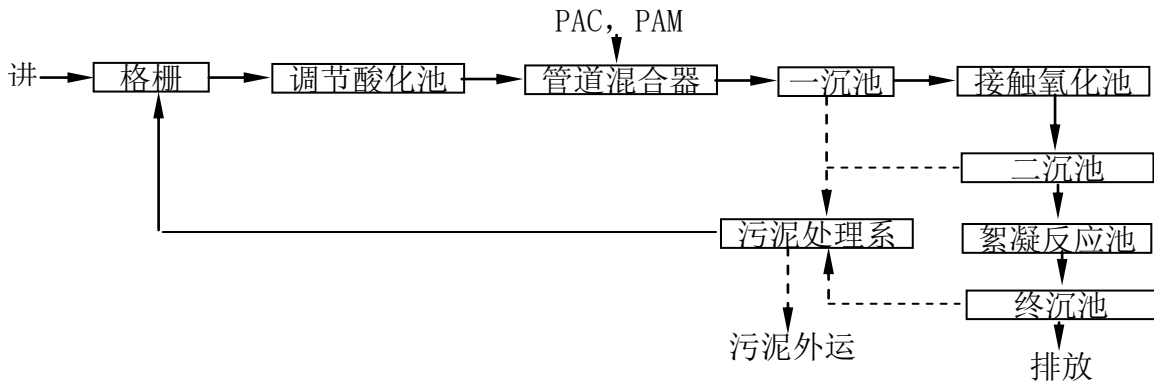 PAC, PAM
讲
格栅
调节酸化池
管道混合器
一沉池
接触氧化池
二沉池
污泥处理系
絮凝反应池
终沉池
污泥外运
排放